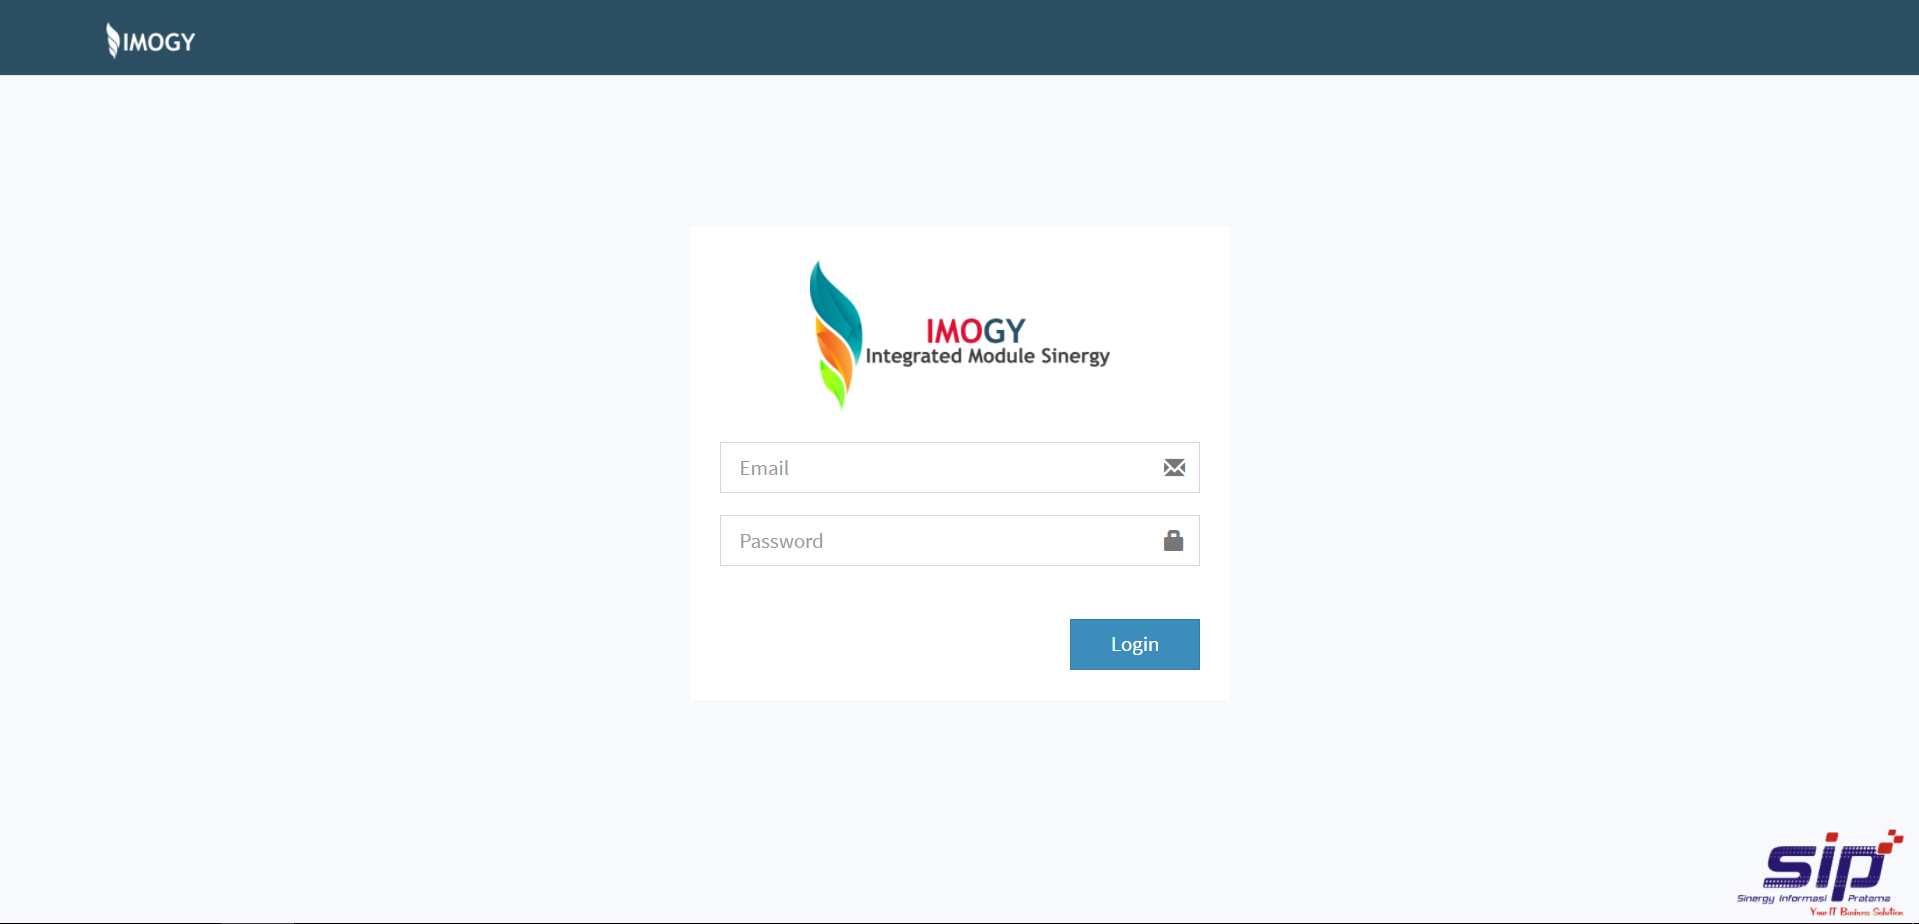 IMOGY
IMOGY
Integrated Module Sinergy
Email
Password
Login
sip
Sinergy Informasi Pratama
Your IT Business Solution